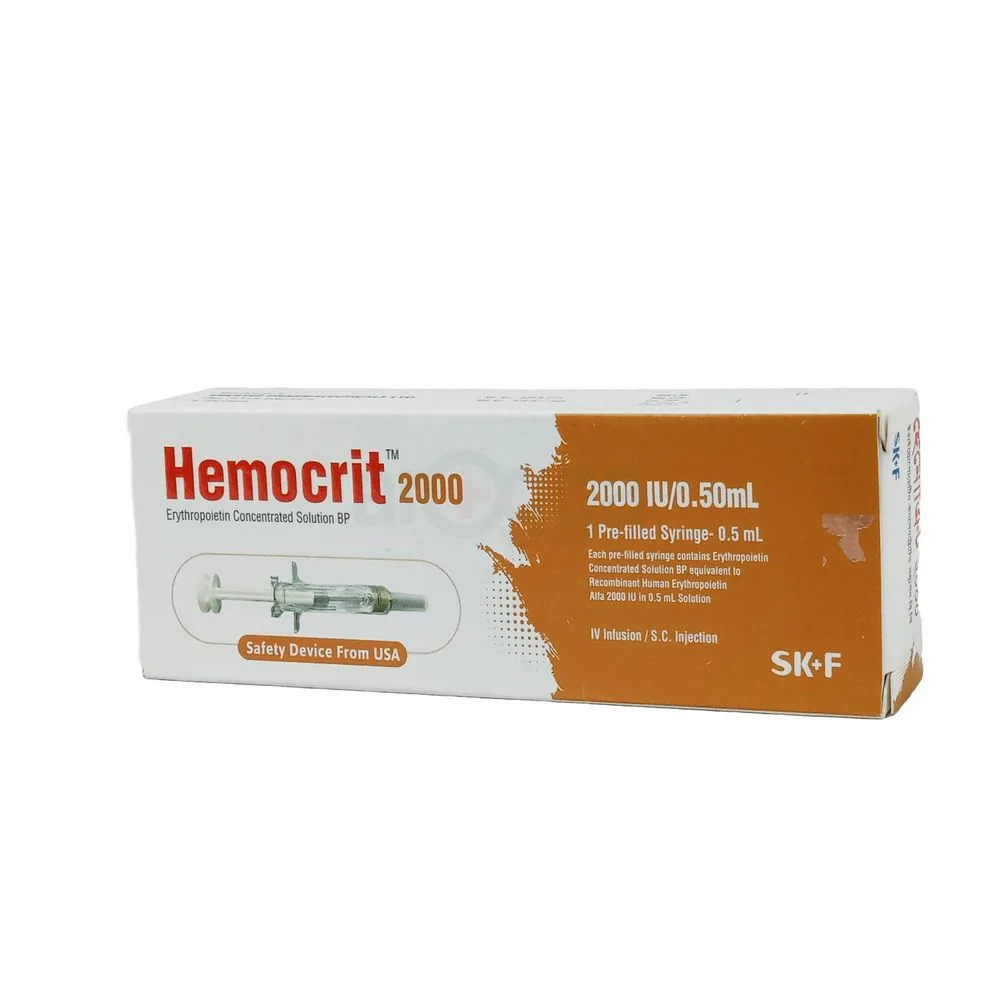 Hemocrit™ 2000
Erythropoietin Concentrated Solution BP
Safety Device From USA
2000 IU/0.50mL
1 Pre-filled Syringe- 0.5 mL
Each pre-filled syringe contains Erythropoietin
Concentrated Solution BP equivalent to
Recombinant Human Erythropoietin
Alfa 2000 IU in 0.5 mL Solution
IV Infusion / S.C. Injection
SK+F
SK+F